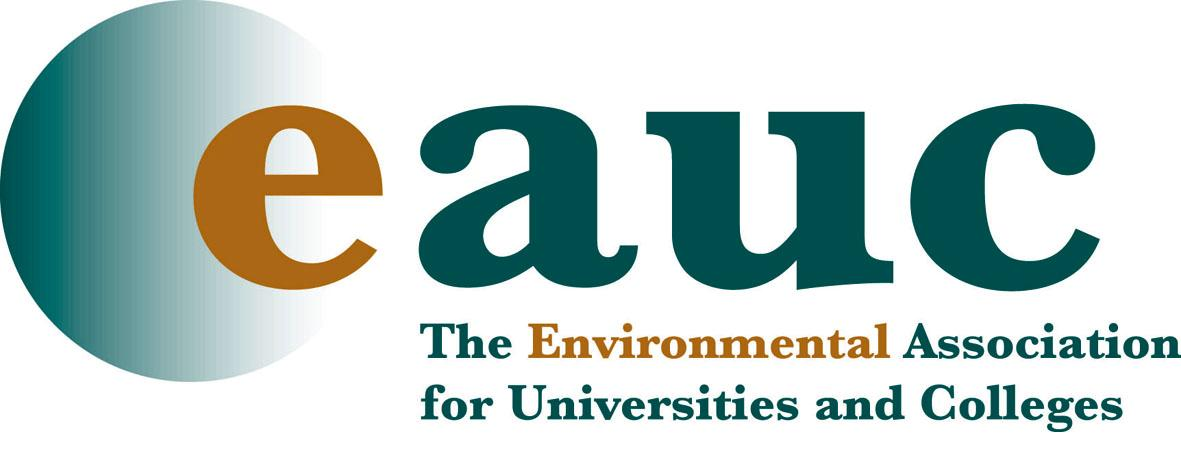 eauc
The Environmental Association
for Universities and Colleges